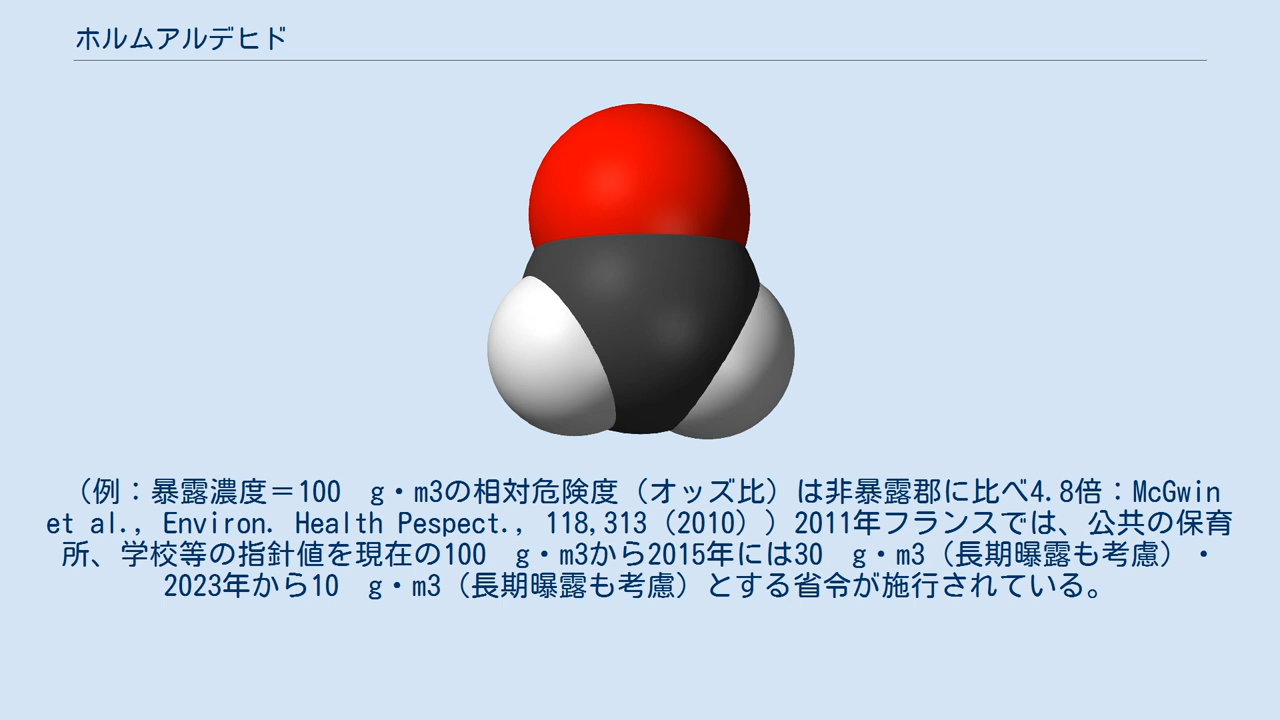 ホルムアルデヒド
（例：暴露濃度＝100　g・m3の相対危険度（オッズ比）は非暴露郡に比べ4.8倍：McGwin
et al., Environ. Health Pespect., 118,313（2010））2011年フランスでは、公共の保育
所、学校等の指針値を現在の100　g・m3から2015年には30　g・m3（長期曝露も考慮）・
2023年から10　g・m3（長期曝露も考慮）とする省令が施行されている。